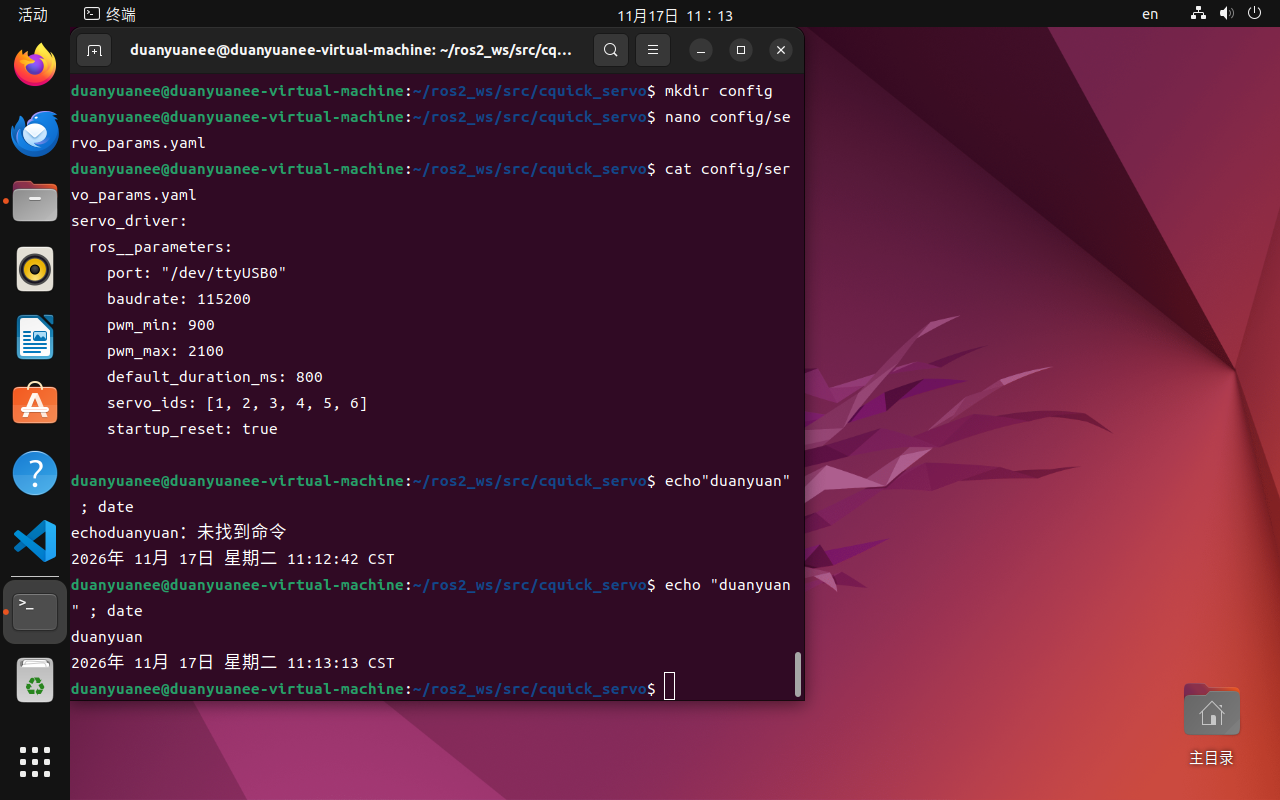 活动
终端
11月17日 11：13
en
duanyuanee@duanyuanee-virtual-machine: ~/ros2_ws/src/cq...
duanyuanee@duanyuanee-virtual-machine:~/ros2_ws/src/cquick_servo$ mkdir config
duanyuanee@duanyuanee-virtual-machine:~/ros2_ws/src/cquick_servo$ nano config/se
rvo_params.yaml
duanyuanee@duanyuanee-virtual-machine:~/ros2_ws/src/cquick_servo$ cat config/ser
vo_params.yaml
servo_driver:
  ros__parameters:
    port: "/dev/ttyUSB0"
    baudrate: 115200
    pwm_min: 900
    pwm_max: 2100
    default_duration_ms: 800
    servo_ids: [1, 2, 3, 4, 5, 6]
    startup_reset: true
duanyuanee@duanyuanee-virtual-machine:~/ros2_ws/src/cquick_servo$ echo"duanyuan"
 ; date
echoduanyuan：未找到命令
2026年 11月 17日 星期二 11:12:42 CST
duanyuanee@duanyuanee-virtual-machine:~/ros2_ws/src/cquick_servo$ echo "duanyuan
" ; date
duanyuan
2026年 11月 17日 星期二 11:13:13 CST
duanyuanee@duanyuanee-virtual-machine:~/ros2_ws/src/cquick_servo$
主目录